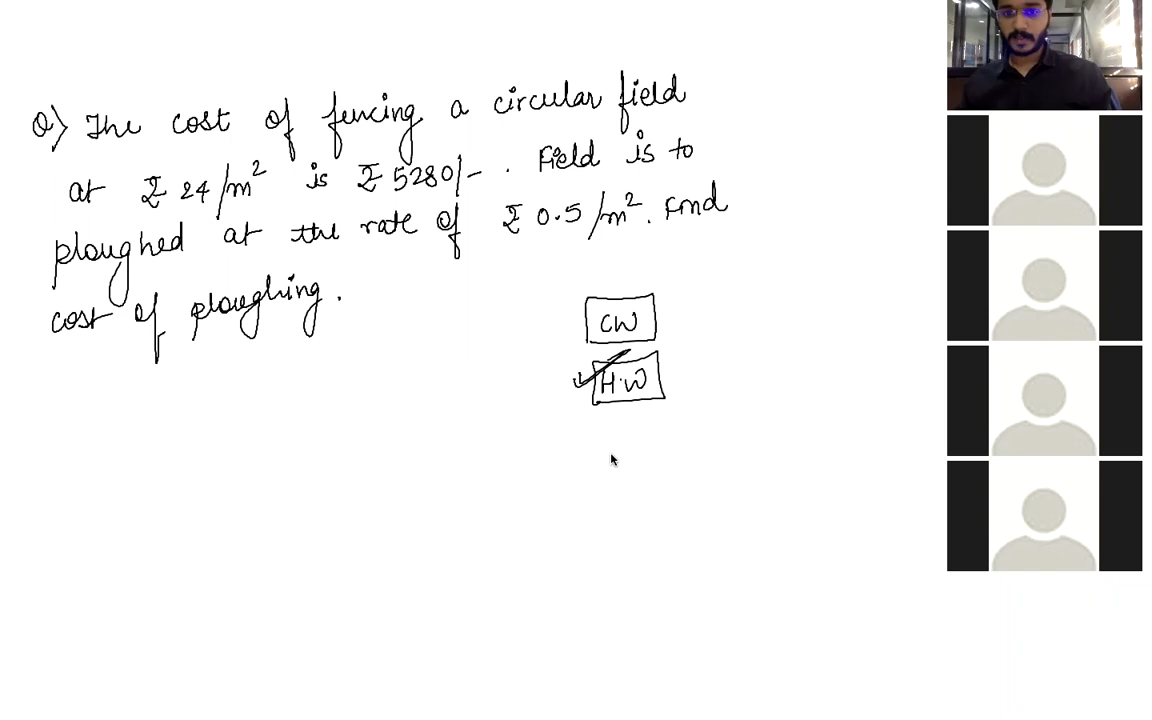 Q) The cost of fencing a circular field
at ₹ 24/m² is ₹ 5280/- . Field is to
ploughed at the rate of ₹ 0.5/m². Find
cost of ploughing.
CW
H.W